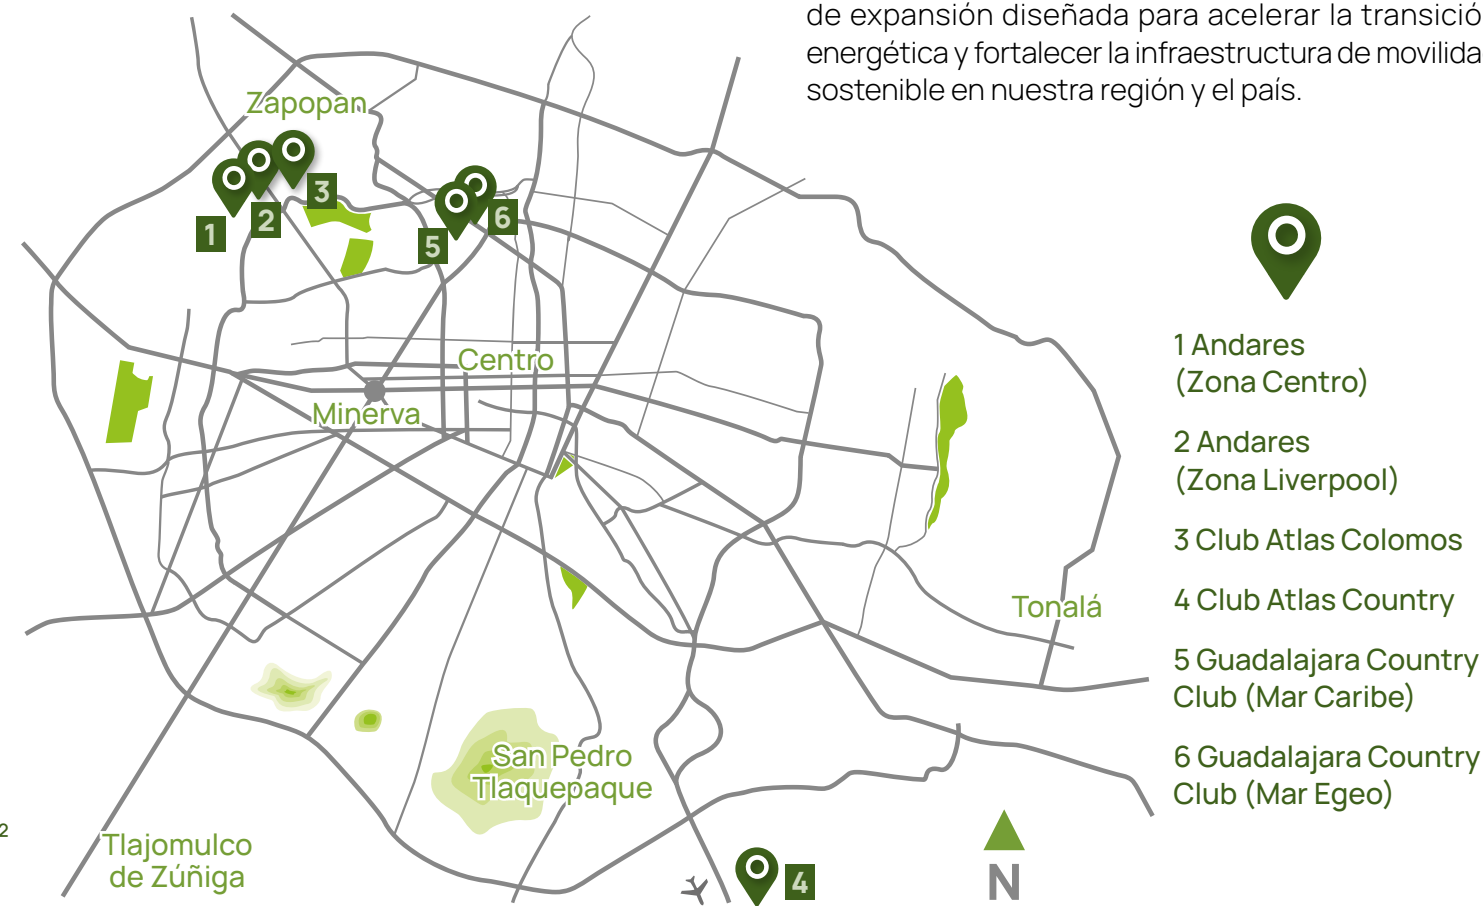 de expansión diseñada para acelerar la transició
energética y fortalecer la infraestructura de movilida
sostenible en nuestra región y el país.
Zapopan
1
2
3
5
6
Centro
Minerva
Tonalá
San Pedro
Tlaquepaque
Tlajomulco
de Zúñiga
2
4
N
1 Andares
(Zona Centro)
2 Andares
(Zona Liverpool)
3 Club Atlas Colomos
4 Club Atlas Country
5 Guadalajara Country
Club (Mar Caribe)
6 Guadalajara Country
Club (Mar Egeo)